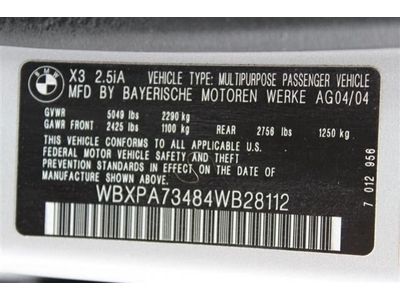 BMW
X3 2.5iA VEHICLE TYPE: MULTIPURPOSE PASSENGER VEHICLE
MFD BY BAYERISCHE MOTOREN WERKE AG04/04
GVWR 5049 lbs 2290 kg
GAWR FRONT 2425 lbs 1100 kg REAR 2756 lbs 1250 kg
THIS VEHICLE CONFORMS TO ALL APPLICABLE U.S.
FEDERAL MOTOR VEHICLE SAFETY AND THEFT
PREVENTION STANDARDS IN EFFECT ON THE DATE
OF MANUFACTURE SHOWN ABOVE.
WBXPA73484WB28112
7 012 956